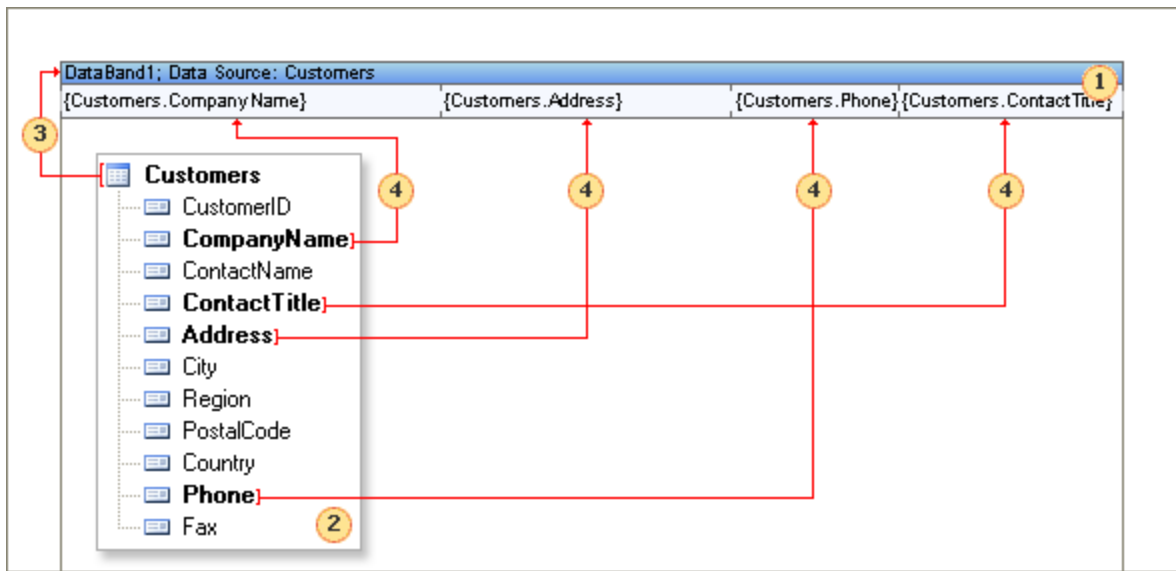 DataBand1; Data Source: Customers
1
{Customers.CompanyName} {Customers.Address} {Customers.Phone} {Customers.ContactTitle}
3
Customers
4 4 4 4
CustomerID
CompanyName
ContactName
ContactTitle
Address
City
Region
PostalCode
Country
Phone
Fax
2